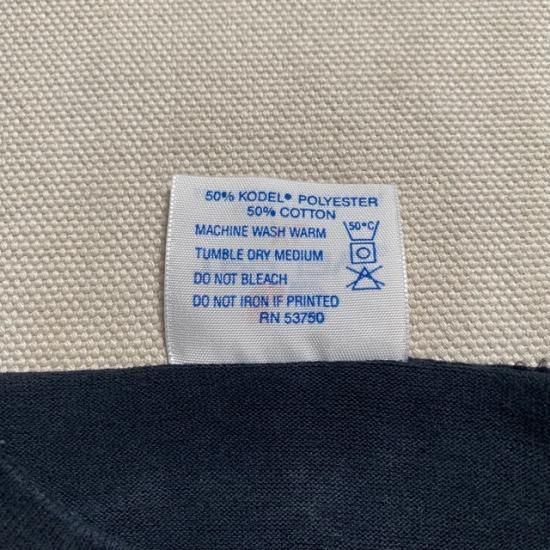 50% KODEL® POLYESTER
50% COTTON
MACHINE WASH WARM 50°C
TUMBLE DRY MEDIUM
DO NOT BLEACH
DO NOT IRON IF PRINTED
RN 53750